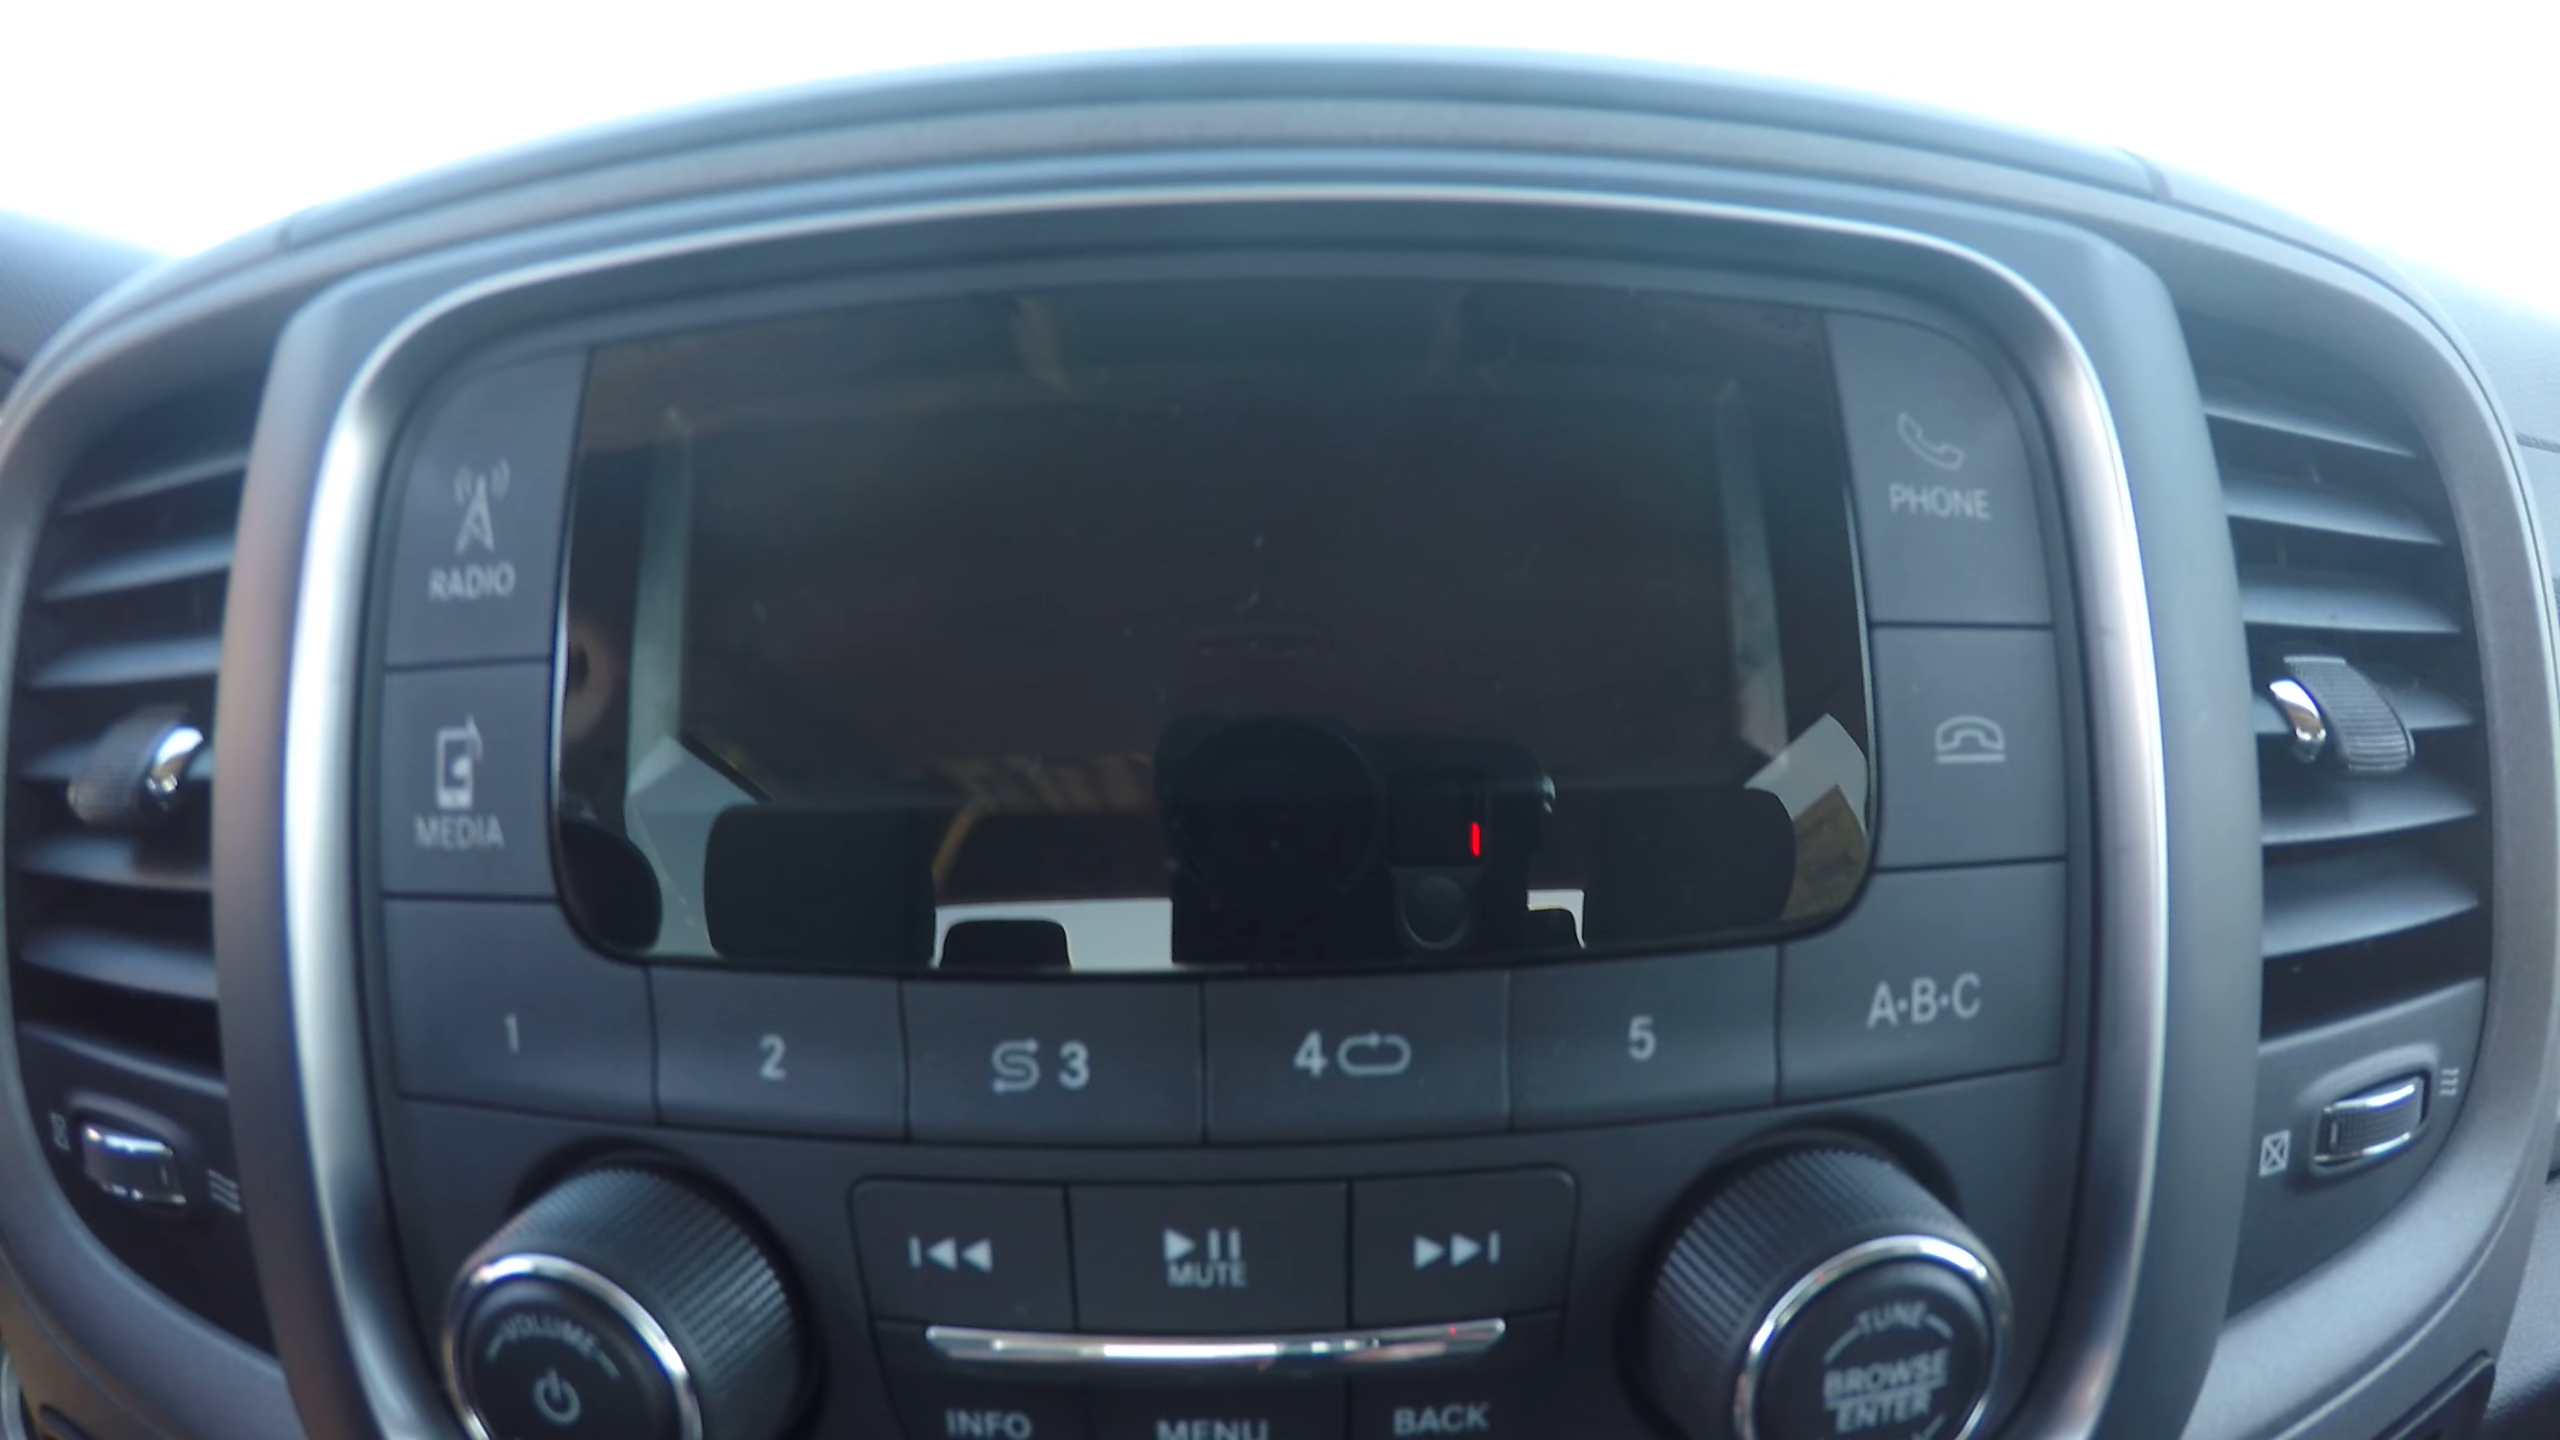 PHONE
RADIO
MEDIA
1
2
3
4
5
A·B·C
MUTE
VOLUME
TUNE
BROWSE
ENTER
INFO
MENU
BACK